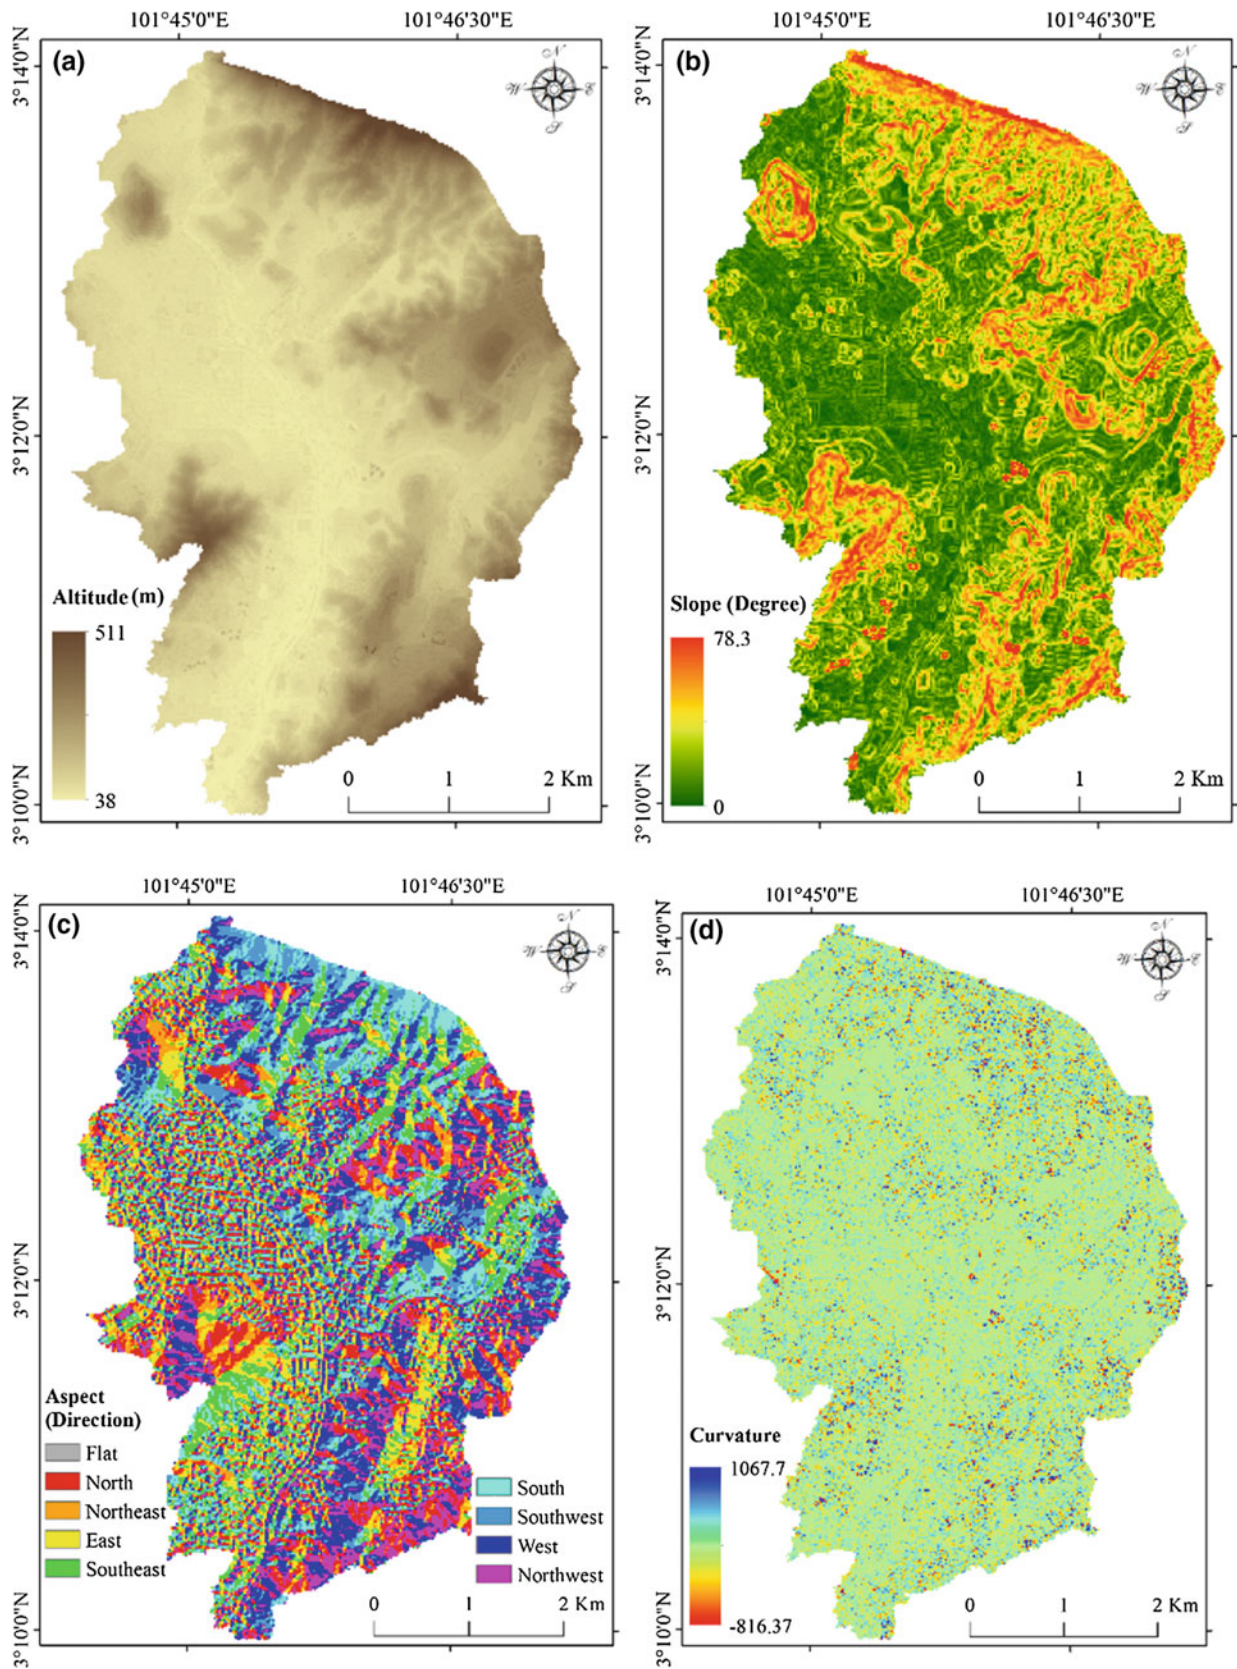 101°45'0"E
101°46'30"E
(a)
N
W
E
S
3°14'0"N
3°12'0"N
3°10'0"N
Altitude (m)
511
38
0
1
2 Km
101°45'0"E
101°46'30"E
(b)
N
W
E
S
3°14'0"N
3°12'0"N
3°10'0"N
Slope (Degree)
78.3
0
0
1
2 Km
101°45'0"E
101°46'30"E
(c)
N
W
E
S
3°14'0"N
3°12'0"N
3°10'0"N
Aspect
(Direction)
Flat
North
Northeast
East
Southeast
South
Southwest
West
Northwest
0
1
2 Km
101°45'0"E
101°46'30"E
(d)
N
W
E
S
3°14'0"N
3°12'0"N
3°10'0"N
Curvature
1067.7
-816.37
0
1
2 Km